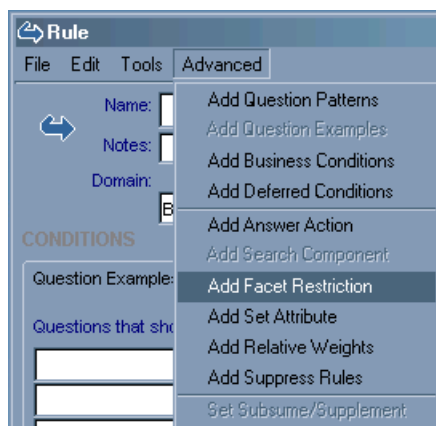 Rule
File Edit Tools Advanced
Name:
Notes:
Domain:
B
CONDITIONS
Question Example
Questions that sho
Add Question Patterns
Add Question Examples
Add Business Conditions
Add Deferred Conditions
Add Answer Action
Add Search Component
Add Facet Restriction
Add Set Attribute
Add Relative Weights
Add Suppress Rules
Set Subsume/Supplement